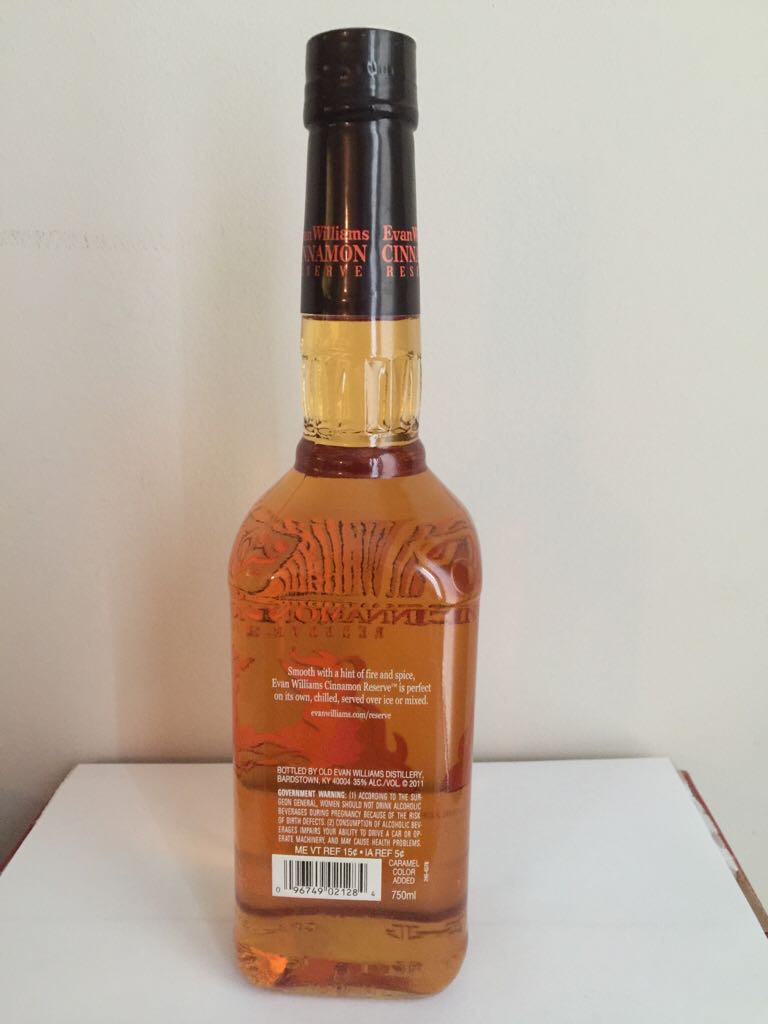 Williams Evan
NAMON CINN
ERVE RES
CINNAMON
Smooth with a hint of fire and spice,
Evan Williams Cinnamon Reserve™ is perfect
on its own, chilled, served over ice or mixed.
evanwilliams.com/reserve
BOTTLED BY OLD EVAN WILLIAMS DISTILLERY,
BARDSTOWN, KY 40004 35% ALC./VOL. © 2011
GOVERNMENT WARNING: (1) ACCORDING TO THE SUR-
GEON GENERAL, WOMEN SHOULD NOT DRINK ALCOHOLIC
BEVERAGES DURING PREGNANCY BECAUSE OF THE RISK
OF BIRTH DEFECTS. (2) CONSUMPTION OF ALCOHOLIC BEV-
ERAGES IMPAIRS YOUR ABILITY TO DRIVE A CAR OR OP-
ERATE MACHINERY, AND MAY CAUSE HEALTH PROBLEMS.
ME VT REF 15¢ • IA REF 5¢
CARAMEL
COLOR
ADDED
0 96749 02128 4
750ml